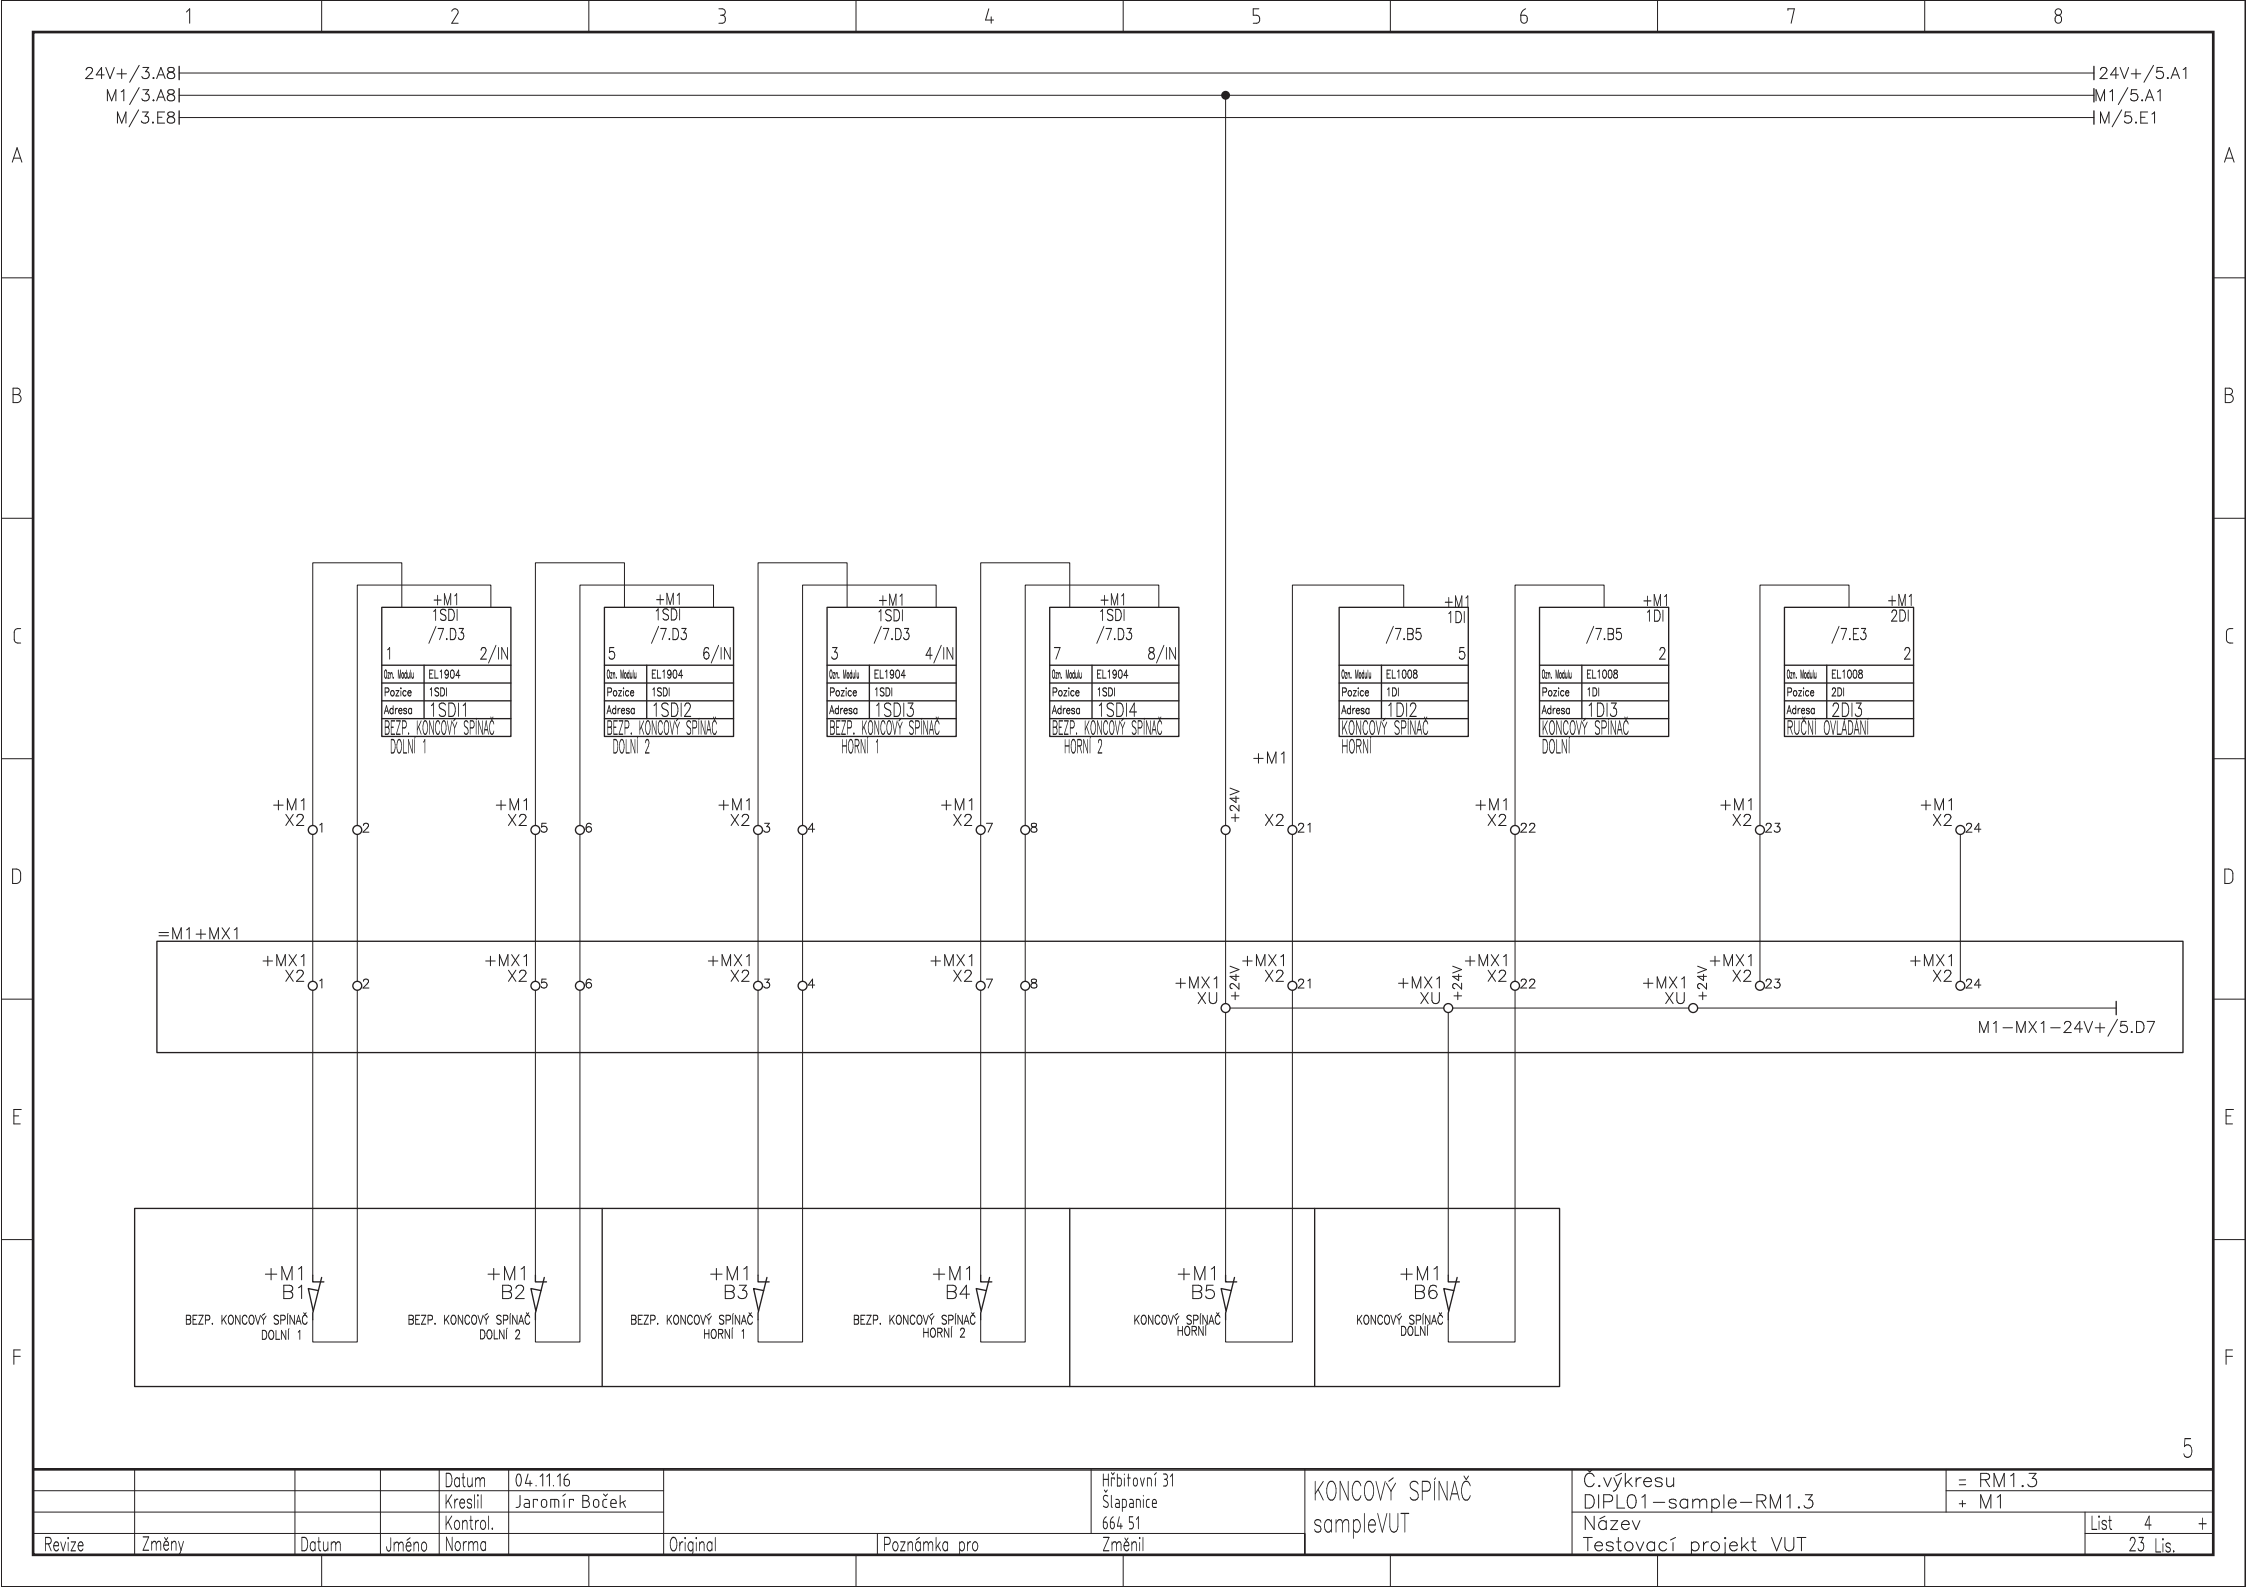 1 2 3 4 5 6 7 8
24V+/3.A8 24V+/5.A1
M1/3.A8 M1/5.A1
M/3.E8 M/5.E1
A A
B B
C C
+M1 +M1 +M1 +M1 +M1 +M1 +M1
1SDI 1SDI 1SDI 1SDI 1DI 1DI 2DI
/7.D3 /7.D3 /7.D3 /7.D3 /7.B5 /7.B5 /7.E3
1 2/IN 5 6/IN 3 4/IN 7 8/IN 5 2 2
Ozn. Modulu EL1904 Ozn. Modulu EL1904 Ozn. Modulu EL1904 Ozn. Modulu EL1904 Ozn. Modulu EL1008 Ozn. Modulu EL1008 Ozn. Modulu EL1008
Pozice 1SDI Pozice 1SDI Pozice 1SDI Pozice 1SDI Pozice 1DI Pozice 1DI Pozice 2DI
Adresa 1SDI1 Adresa 1SDI2 Adresa 1SDI3 Adresa 1SDI4 Adresa 1DI2 Adresa 1DI3 Adresa 2DI3
BEZP. KONCOVÝ SPÍNAČ BEZP. KONCOVÝ SPÍNAČ BEZP. KONCOVÝ SPÍNAČ BEZP. KONCOVÝ SPÍNAČ KONCOVÝ SPÍNAČ KONCOVÝ SPÍNAČ RUČNÍ OVLÁDÁNÍ
DOLNÍ 1 DOLNÍ 2 HORNÍ 1 HORNÍ 2 HORNÍ DOLNÍ
+M1
+M1 +M1 +M1 +M1 +24V +M1 +M1 +M1
X2 1 2 X2 5 6 X2 3 4 X2 7 8 X2 21 X2 22 X2 23 X2 24
D D
=M1+MX1
+MX1 +MX1 +MX1 +MX1 +MX1 +MX1 +MX1 +MX1
X2 1 2 X2 5 6 X2 3 4 X2 7 8 X2 21 X2 22 X2 23 X2 24
+MX1 +24V +MX1 +24V +MX1 +24V
XU XU XU
M1-MX1-24V+/5.D7
E E
+M1 +M1 +M1 +M1 +M1 +M1
B1 B2 B3 B4 B5 B6
BEZP. KONCOVÝ SPÍNAČ BEZP. KONCOVÝ SPÍNAČ BEZP. KONCOVÝ SPÍNAČ BEZP. KONCOVÝ SPÍNAČ KONCOVÝ SPÍNAČ KONCOVÝ SPÍNAČ
DOLNÍ 1 DOLNÍ 2 HORNÍ 1 HORNÍ 2 HORNÍ DOLNÍ
F F
5
Datum 04.11.16 Hřbitovní 31 KONCOVÝ SPÍNAČ Č.výkresu = RM1.3
Kreslil Jaromír Boček Šlapanice DIPL01-sample-RM1.3 + M1
Kontrol. 664 51 sampleVUT Název List 4 +
Revize Změny Datum Jméno Norma Original Poznámka pro Změnil Testovací projekt VUT 23 Lis.